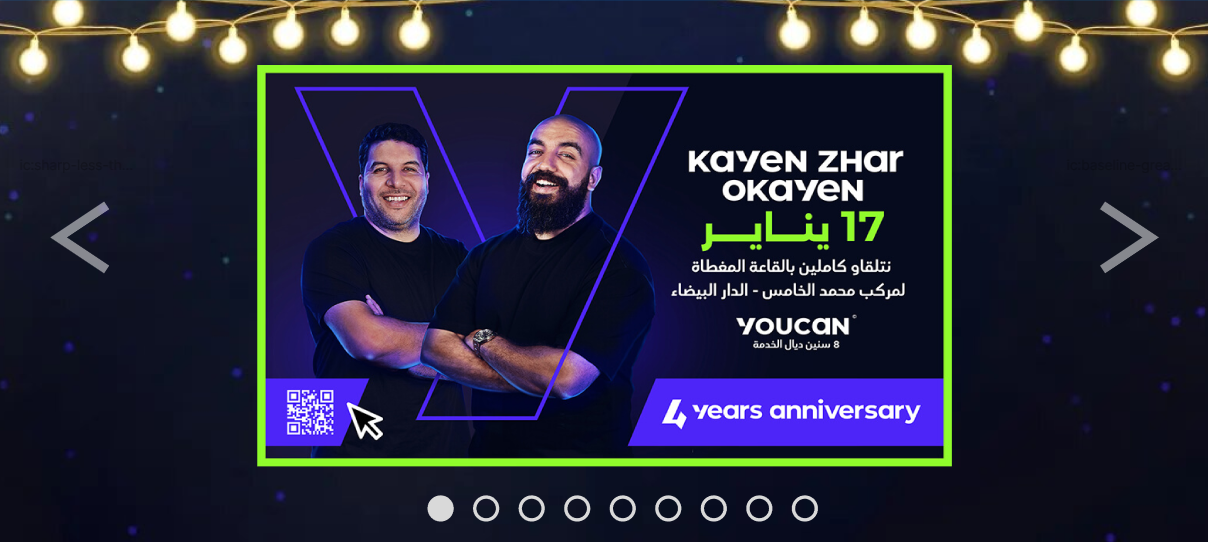 KAYEN ZHAR
OKAYEN
17 ينايـر
نتلقاو كاملين بالقاعة المغطاة
لمركب محمد الخامس - الدار البيضاء
YOUCAN©
8 سنين ديال الخدمة
4 years anniversary